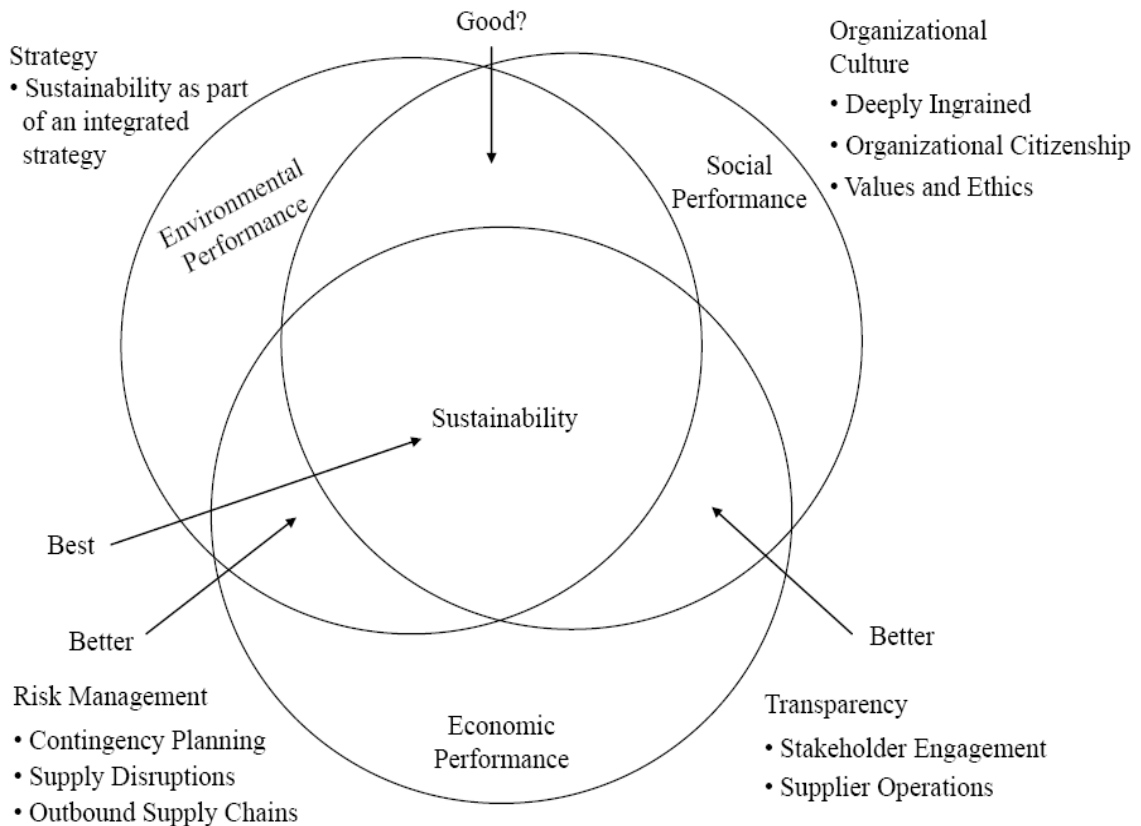 Good?
Strategy
• Sustainability as part
of an integrated
strategy
Organizational
Culture
• Deeply Ingrained
• Organizational Citizenship
• Values and Ethics
Environmental
Performance
Social
Performance
Sustainability
Best
Better
Better
Risk Management
• Contingency Planning
• Supply Disruptions
• Outbound Supply Chains
Economic
Performance
Transparency
• Stakeholder Engagement
• Supplier Operations